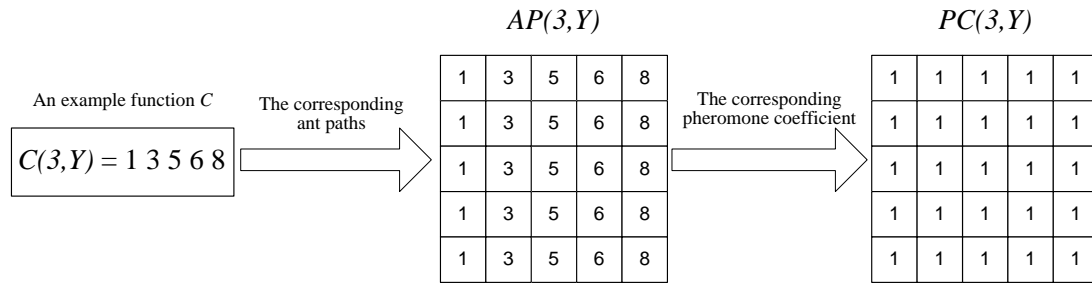 An example function C
C(3,Y) = 1 3 5 6 8
The corresponding
ant paths
AP(3,Y)
1 3 5 6 8
1 3 5 6 8
1 3 5 6 8
1 3 5 6 8
1 3 5 6 8
The corresponding
pheromone coefficient
PC(3,Y)
1 1 1 1 1
1 1 1 1 1
1 1 1 1 1
1 1 1 1 1
1 1 1 1 1